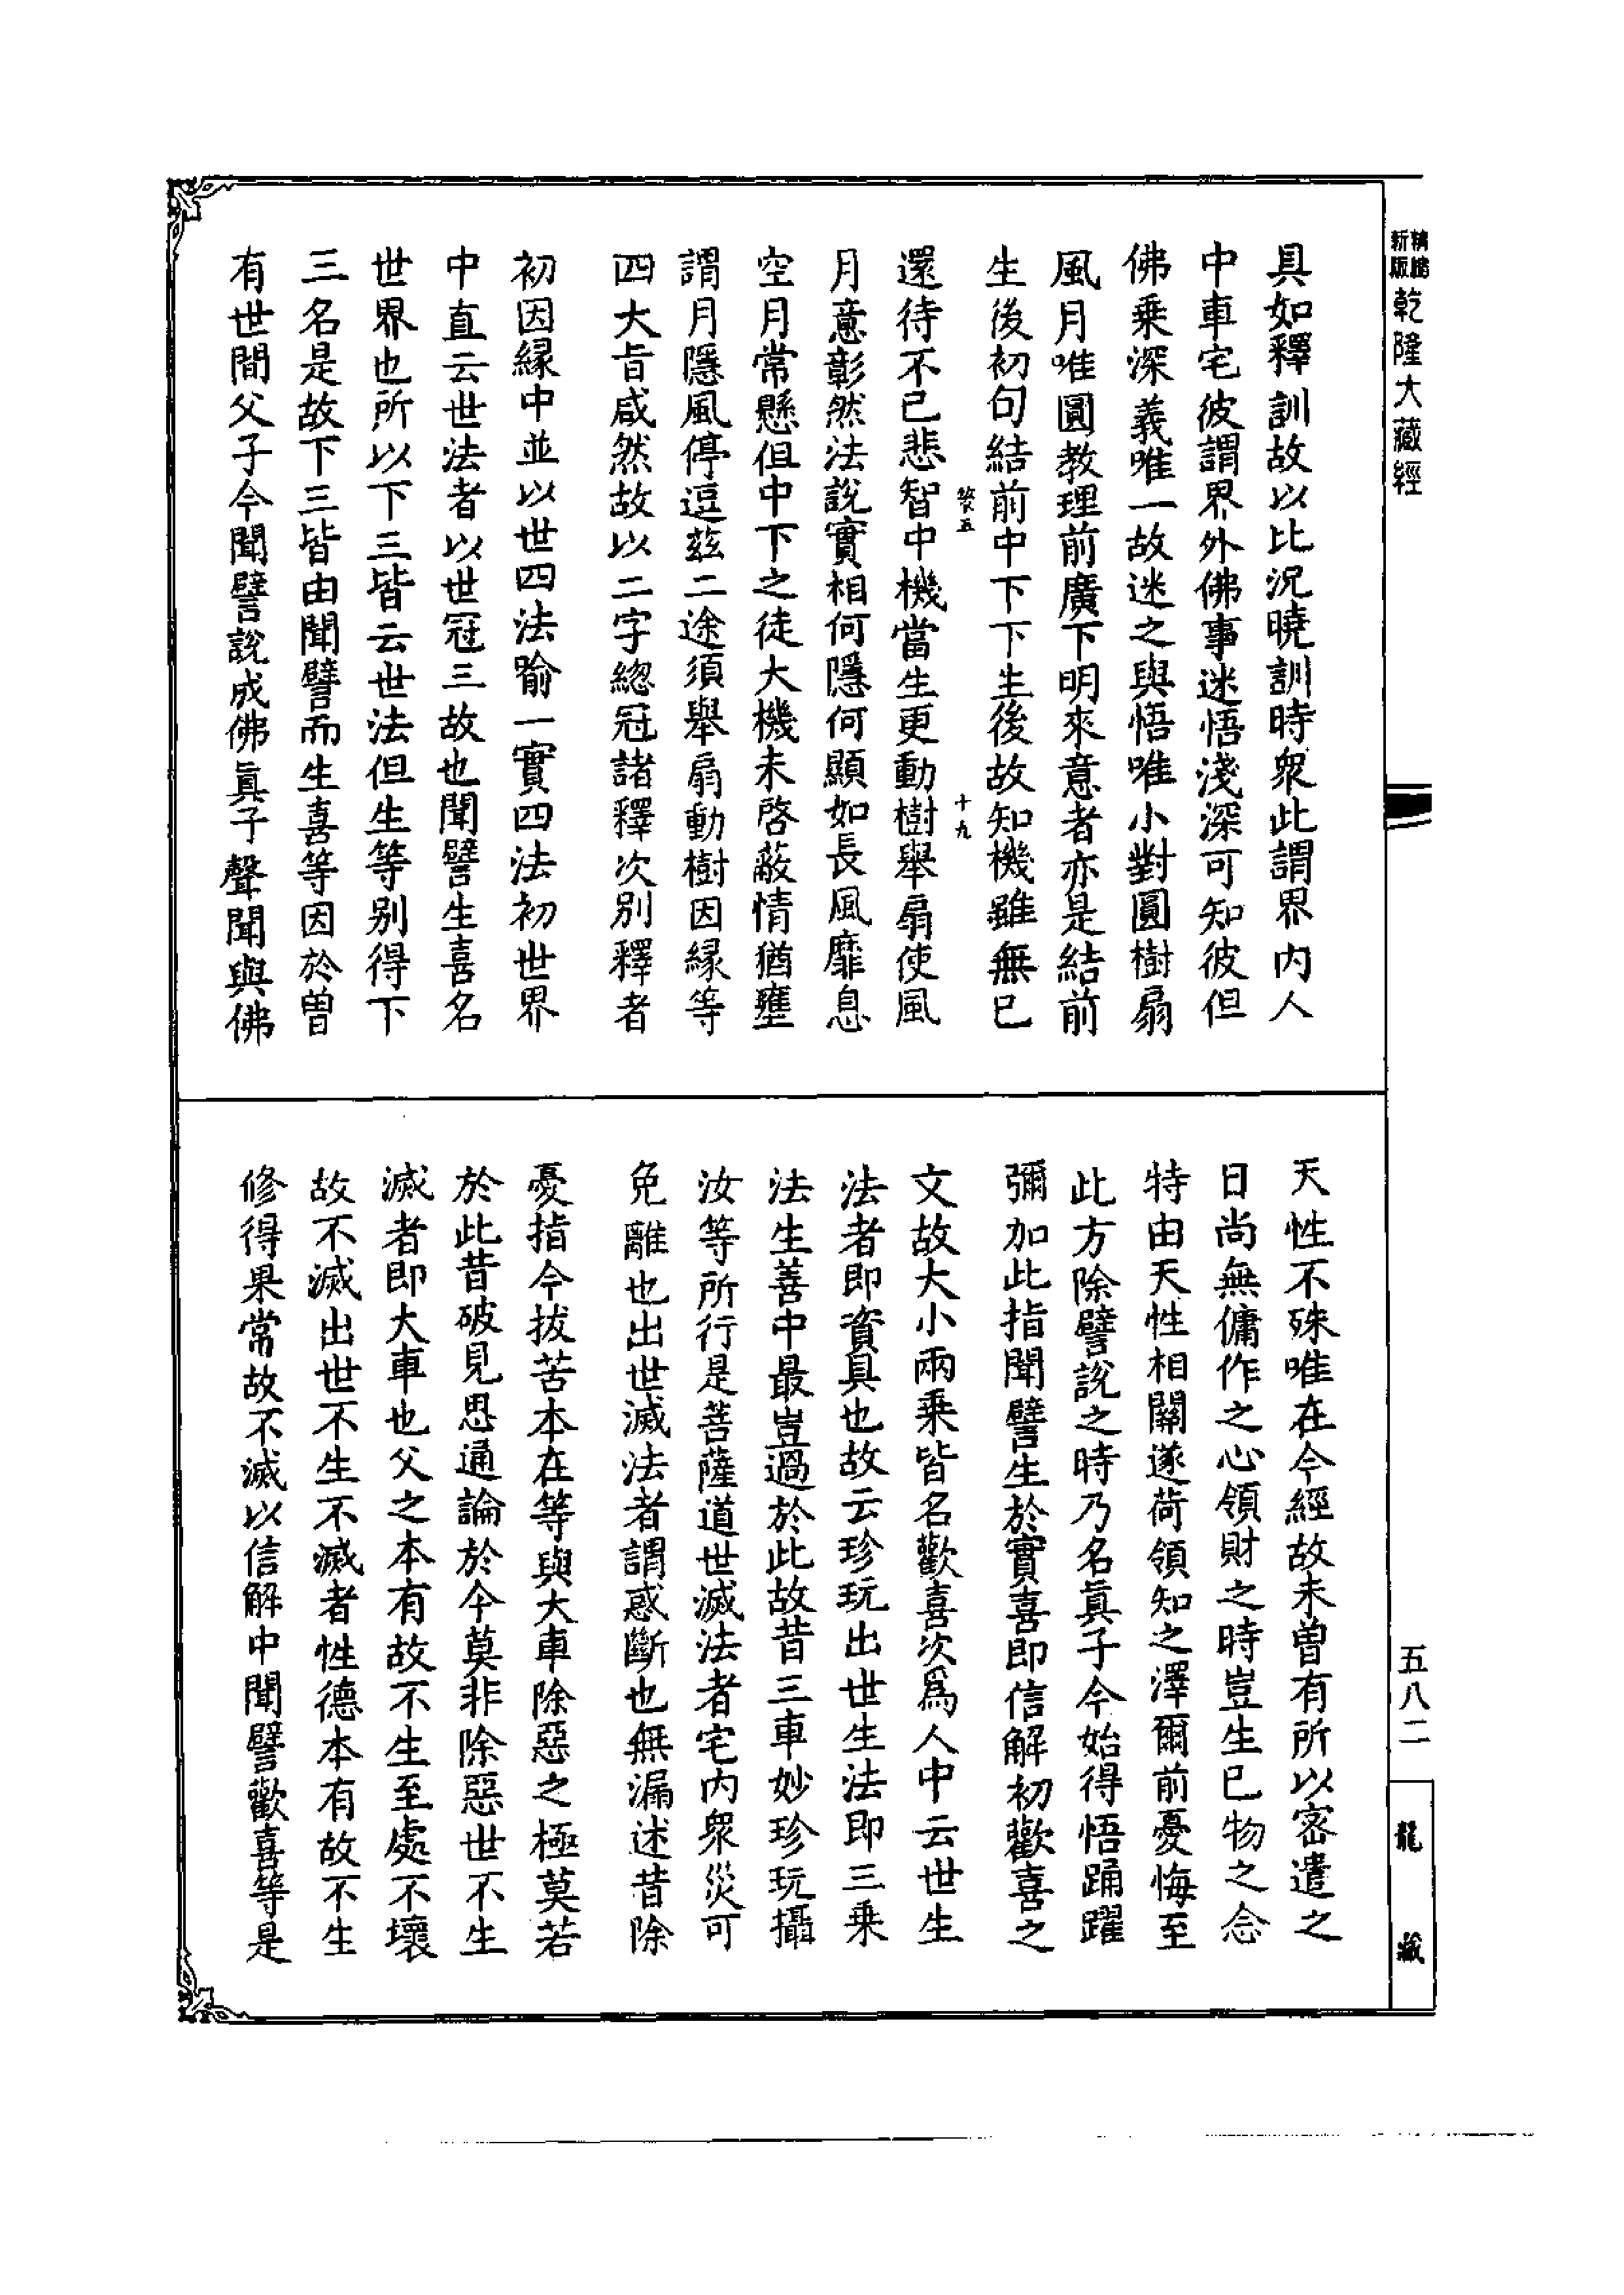 精縮
新版
乾隆大藏經
具如釋訓故以比況曉訓時衆此謂界內人
中車宅彼謂界外佛事迷悟淺深可知彼但
佛乗深義唯一故迷之與悟唯小對圓樹扇
風月唯圓教理前廣下明來意者亦是結前
生後初句結前中下下生後故知機雖無已
十九
還待不已悲智中機當生更動樹舉扇使風
月意彰然法說實相何隱何顯如長風靡息
空月常懸但中下之徒大機未啓蔽情猶壅
謂月隱風停逗茲二途須舉扇動樹因緣等
四大旨咸然故以二字總冠諸釋次別釋者
初因緣中並以世四法喻一實四法初世界
中直云世法者以世冠三故也聞譬生喜名
世界也所以下三皆云世法但生等別得下
三名是故下三皆由聞譬而生喜等因於曽
有世間父子今聞譬説成佛眞子聲聞與佛
五八二
龍藏
天性不殊唯在今經故未曽有所以密遣之
日尚無傭作之心領財之時豈生已物之念
特由天性相關遂荷領知之澤爾前憂悔至
此方除譬説之時乃名眞子今始得悟踊躍
彌加此指聞譬生於實喜即信解初歡喜之
文故大小兩乗皆名歡喜次爲人中云世生
法者即資具也故云珍玩出世生法即三乗
法生善中最豈過於此故昔三車妙珍玩攝
汝等所行是菩薩道世滅法者宅內衆災可
免離也出世滅法者謂惑斷也無漏述昔除
憂指今拔苦本在等與大車除惡之極莫若
於此昔破見思通論於今莫非除惡世不生
滅者即大車也父之本有故不生至處不壞
故不滅出世不生不滅者性德本有故不生
修得果常故不滅以信解中聞譬歡喜等是